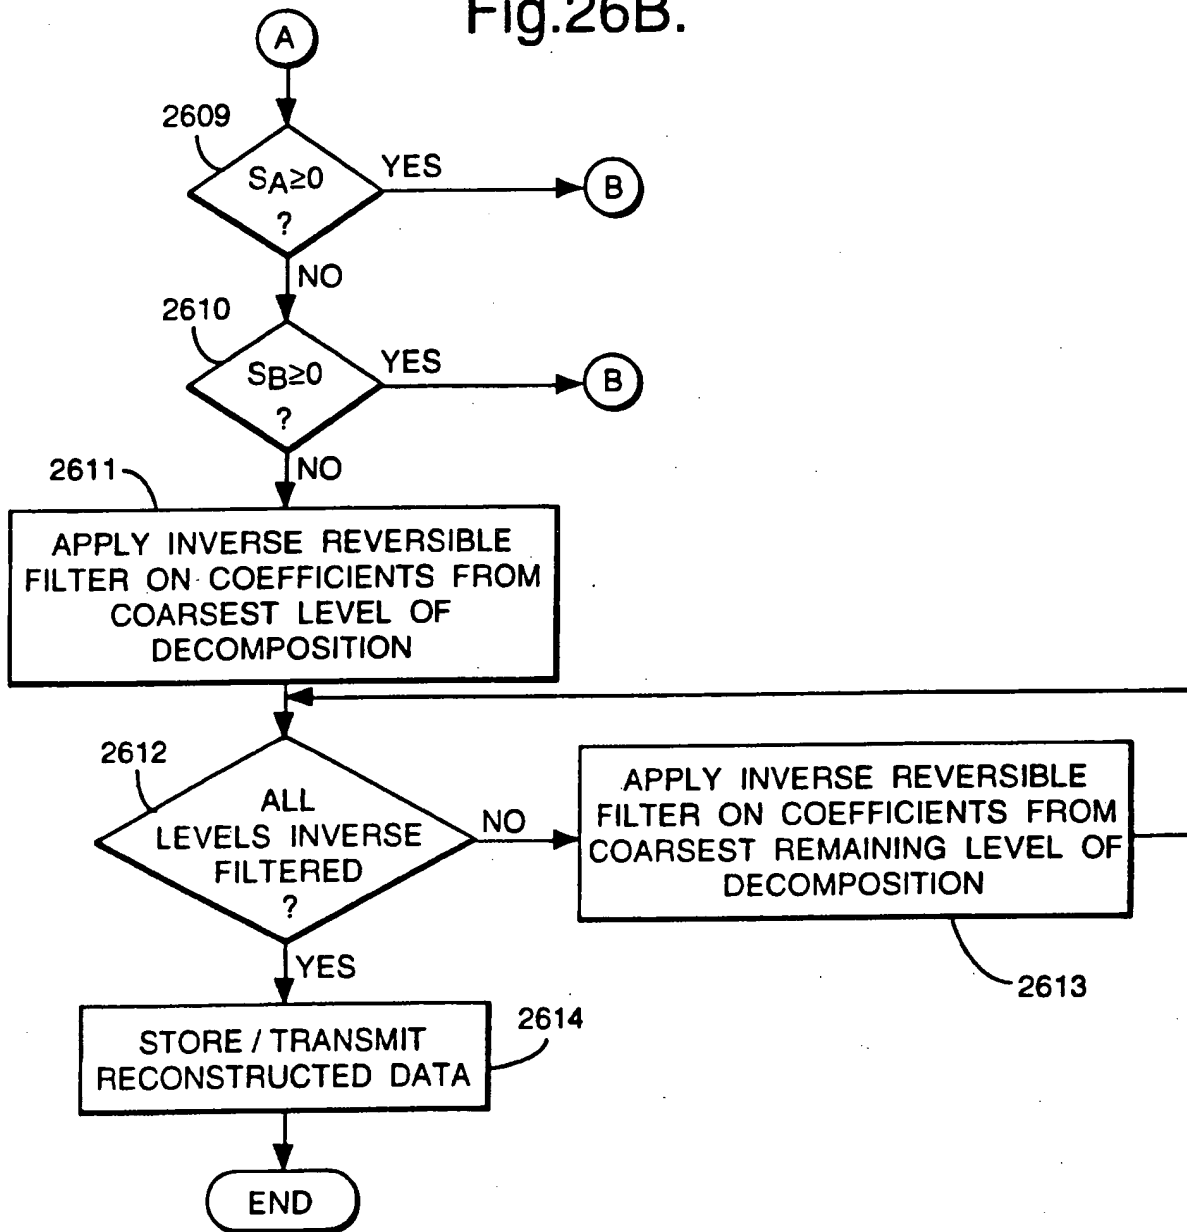 Fig.26B.
A
2609
SA≥0
?
YES
B
NO
2610
SB≥0
?
YES
B
NO
2611
APPLY INVERSE REVERSIBLE
FILTER ON COEFFICIENTS FROM
COARSEST LEVEL OF
DECOMPOSITION
2612
ALL
LEVELS INVERSE
FILTERED
?
NO
APPLY INVERSE REVERSIBLE
FILTER ON COEFFICIENTS FROM
COARSEST REMAINING LEVEL OF
DECOMPOSITION
2613
YES
STORE / TRANSMIT
RECONSTRUCTED DATA
2614
END